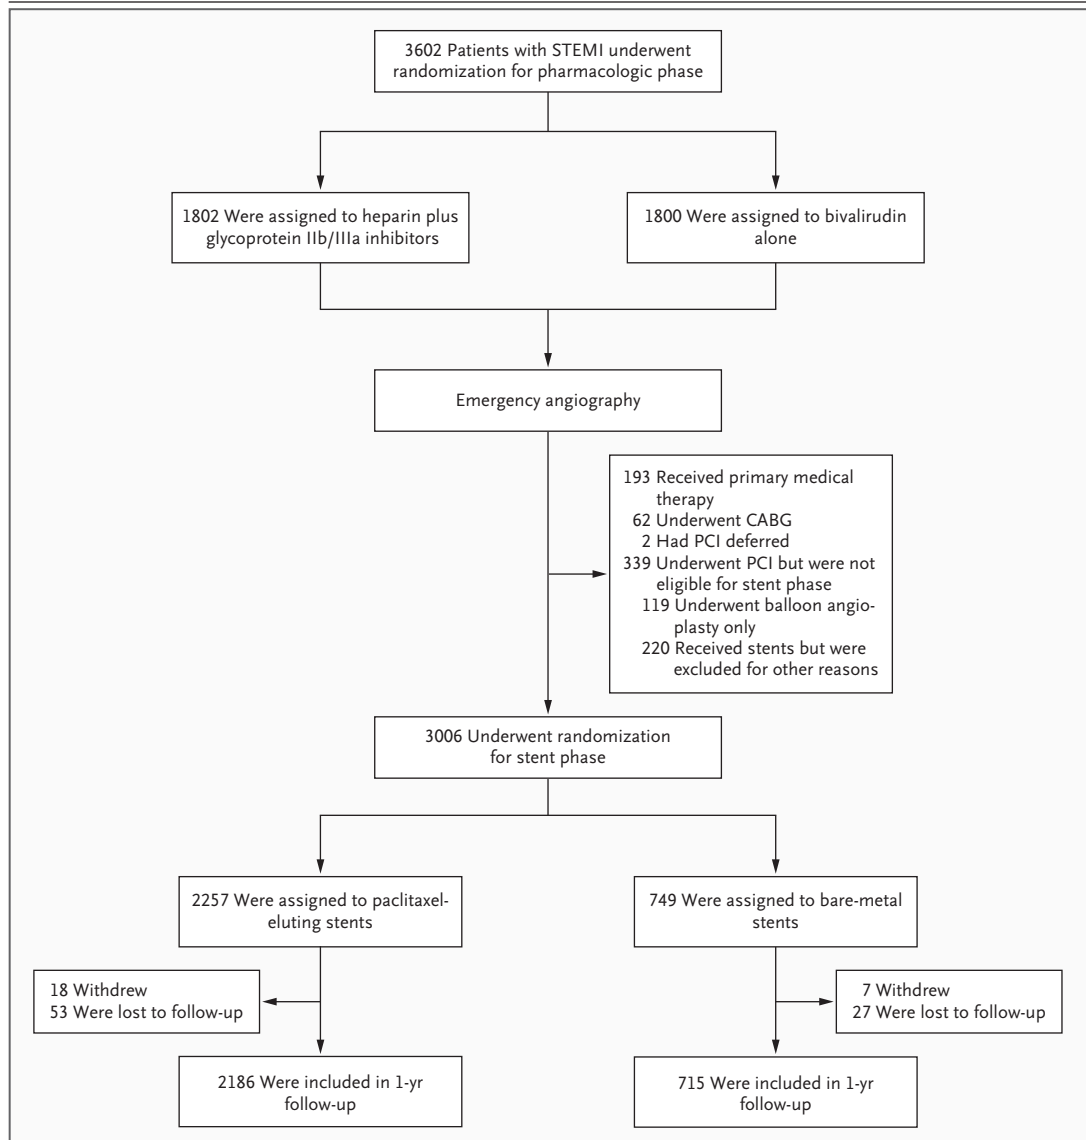 3602 Patients with STEMI underwent
randomization for pharmacologic phase
1802 Were assigned to heparin plus
glycoprotein IIb/IIIa inhibitors
1800 Were assigned to bivalirudin
alone
Emergency angiography
193 Received primary medical
therapy
62 Underwent CABG
2 Had PCI deferred
339 Underwent PCI but were not
eligible for stent phase
119 Underwent balloon angio-
plasty only
220 Received stents but were
excluded for other reasons
3006 Underwent randomization
for stent phase
2257 Were assigned to paclitaxel-
eluting stents
749 Were assigned to bare-metal
stents
18 Withdrew
53 Were lost to follow-up
7 Withdrew
27 Were lost to follow-up
2186 Were included in 1-yr
follow-up
715 Were included in 1-yr
follow-up